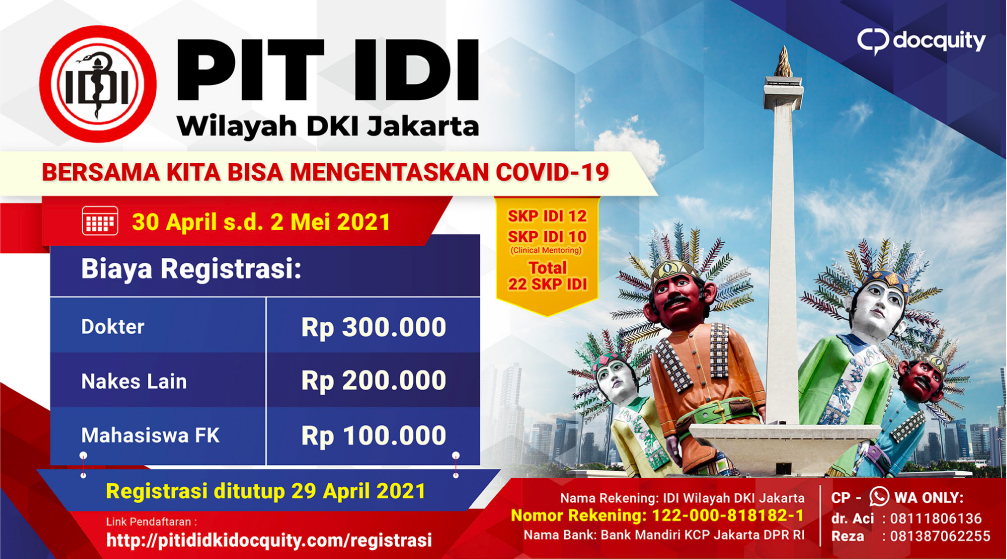 IDI
PIT IDI
Wilayah DKI Jakarta
docquity
BERSAMA KITA BISA MENGENTASKAN COVID-19
30 April s.d. 2 Mei 2021
SKP IDI 12
SKP IDI 10
(Clinical Mentoring)
Total
22 SKP IDI
Biaya Registrasi:
Dokter Rp 300.000
Nakes Lain Rp 200.000
Mahasiswa FK Rp 100.000
Registrasi ditutup 29 April 2021
Link Pendaftaran :
http://pitididkidocquity.com/registrasi
Nama Rekening: IDI Wilayah DKI Jakarta
Nomor Rekening: 122-000-818182-1
Nama Bank: Bank Mandiri KCP Jakarta DPR RI
CP - WA ONLY:
dr. Aci : 08111806136
Reza : 081387062255